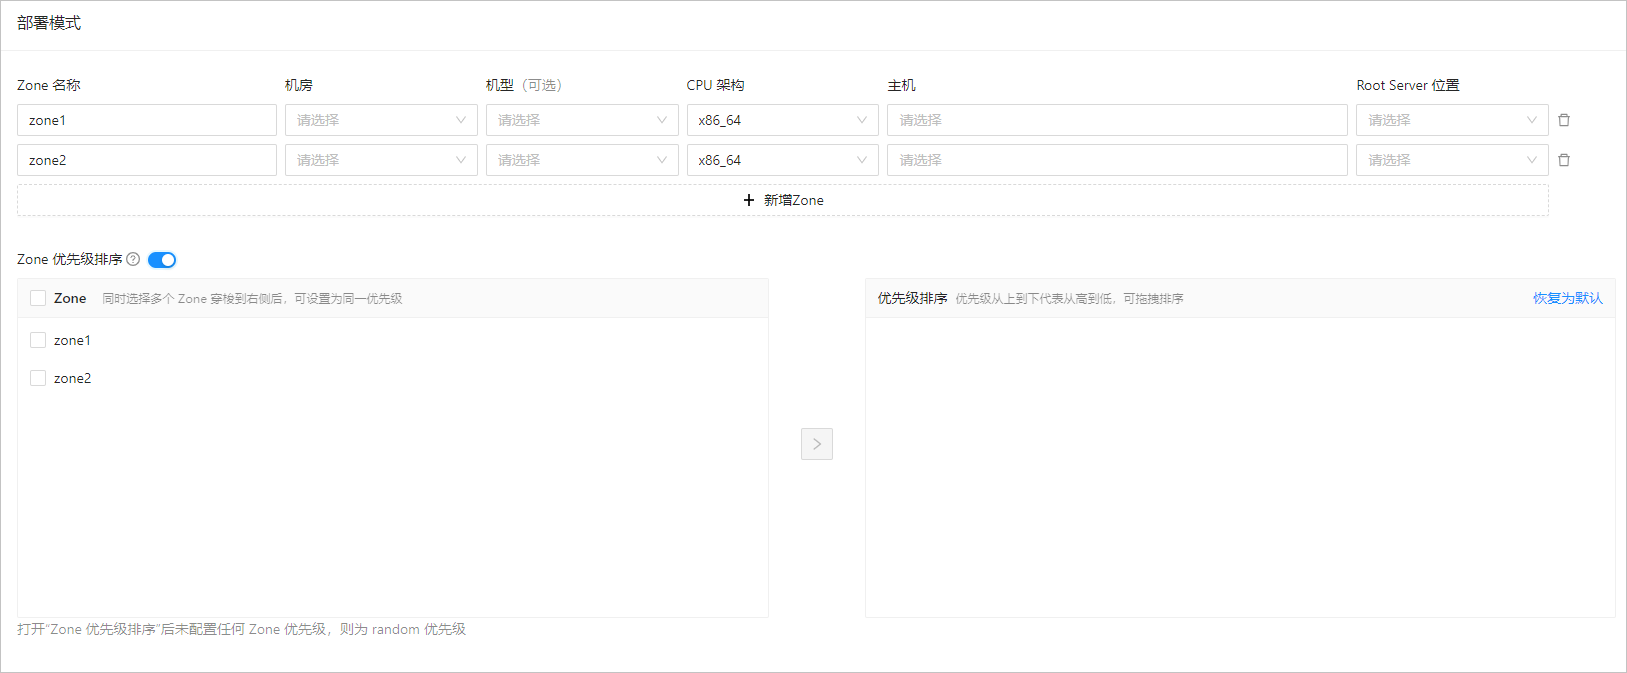 部署模式
Zone 名称 机房 机型（可选） CPU 架构 主机 Root Server 位置
zone1 请选择 请选择 x86_64 请选择 请选择
zone2 请选择 请选择 x86_64 请选择 请选择
+ 新增Zone
Zone 优先级排序 ?
Zone 同时选择多个 Zone 穿梭到右侧后，可设置为同一优先级
zone1
zone2
优先级排序 优先级从上到下代表从高到低，可拖拽排序 恢复为默认
打开“Zone 优先级排序”后未配置任何 Zone 优先级，则为 random 优先级